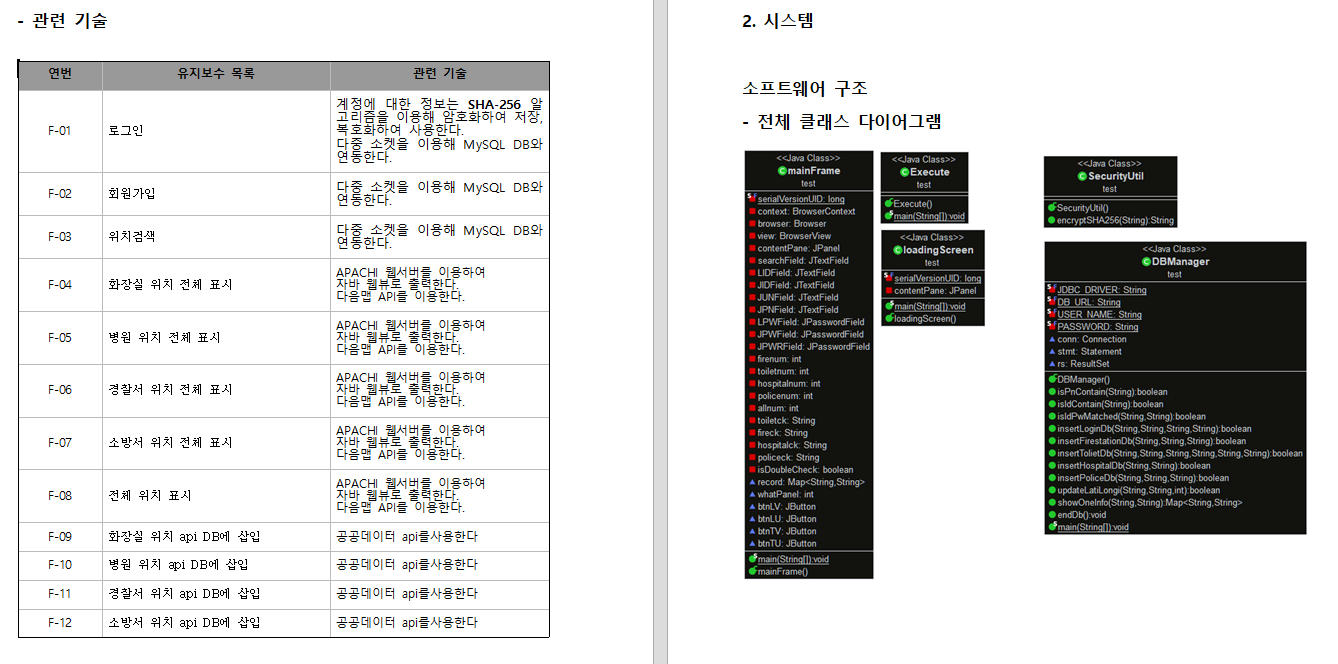 - 관련 기술
연번 유지보수 목록 관련 기술
F-01 로그인
계정에 대한 정보는 SHA-256 알
고리즘을 이용해 암호화하여 저장,
복호화하여 사용한다.
다중 소켓을 이용해 MySQL DB와
연동한다.
F-02 회원가입
다중 소켓을 이용해 MySQL DB와
연동한다.
F-03 위치검색
다중 소켓을 이용해 MySQL DB와
연동한다.
F-04 화장실 위치 전체 표시
APACHI 웹서버를 이용하여
자바 웹뷰로 출력한다.
다음맵 API를 이용한다.
F-05 병원 위치 전체 표시
APACHI 웹서버를 이용하여
자바 웹뷰로 출력한다.
다음맵 API를 이용한다.
F-06 경찰서 위치 전체 표시
APACHI 웹서버를 이용하여
자바 웹뷰로 출력한다.
다음맵 API를 이용한다.
F-07 소방서 위치 전체 표시
APACHI 웹서버를 이용하여
자바 웹뷰로 출력한다.
다음맵 API를 이용한다.
F-08 전체 위치 표시
APACHI 웹서버를 이용하여
자바 웹뷰로 출력한다.
다음맵 API를 이용한다.
F-09 화장실 위치 api DB에 삽입 공공데이터 api를사용한다
F-10 병원 위치 api DB에 삽입 공공데이터 api를사용한다
F-11 경찰서 위치 api DB에 삽입 공공데이터 api를사용한다
F-12 소방서 위치 api DB에 삽입 공공데이터 api를사용한다
2. 시스템
소프트웨어 구조
- 전체 클래스 다이어그램
<<Java Class>>
C mainFrame
test
serialVersionUID: long
context: BrowserContext
browser: Browser
view: BrowserView
contentPane: JPanel
searchField: JTextField
LIDField: JTextField
JIDField: JTextField
JUNField: JTextField
JPNField: JTextField
LPWField: JPasswordField
JPWField: JPasswordField
JPWRField: JPasswordField
firenum: int
toiletnum: int
hospitalnum: int
policenum: int
allnum: int
toiletck: String
fireck: String
hospitalck: String
policeck: String
isDoubleCheck: boolean
record: Map<String,String>
whatPanel: int
btnLV: JButton
btnLU: JButton
btnTV: JButton
btnTU: JButton
main(String[]):void
mainFrame()
<<Java Class>>
C Execute
test
Execute()
main(String[]):void
<<Java Class>>
C loadingScreen
test
serialVersionUID: long
contentPane: JPanel
main(String[]):void
loadingScreen()
<<Java Class>>
C SecurityUtil
test
SecurityUtil()
encryptSHA256(String):String
<<Java Class>>
C DBManager
test
JDBC_DRIVER: String
DB_URL: String
USER_NAME: String
PASSWORD: String
conn: Connection
stmt: Statement
rs: ResultSet
DBManager()
isPnContain(String):boolean
isIdContain(String):boolean
isIdPwMatched(String,String):boolean
insertLoginDb(String,String,String,String):boolean
insertFirestationDb(String,String,String):boolean
insertTolietDb(String,String,String,String,String,String):boolean
insertHospitalDb(String,String):boolean
insertPoliceDb(String,String,String):boolean
updateLatiLongi(String,String,int):boolean
showOneInfo(String,String):Map<String,String>
endDb():void
main(String[]):void